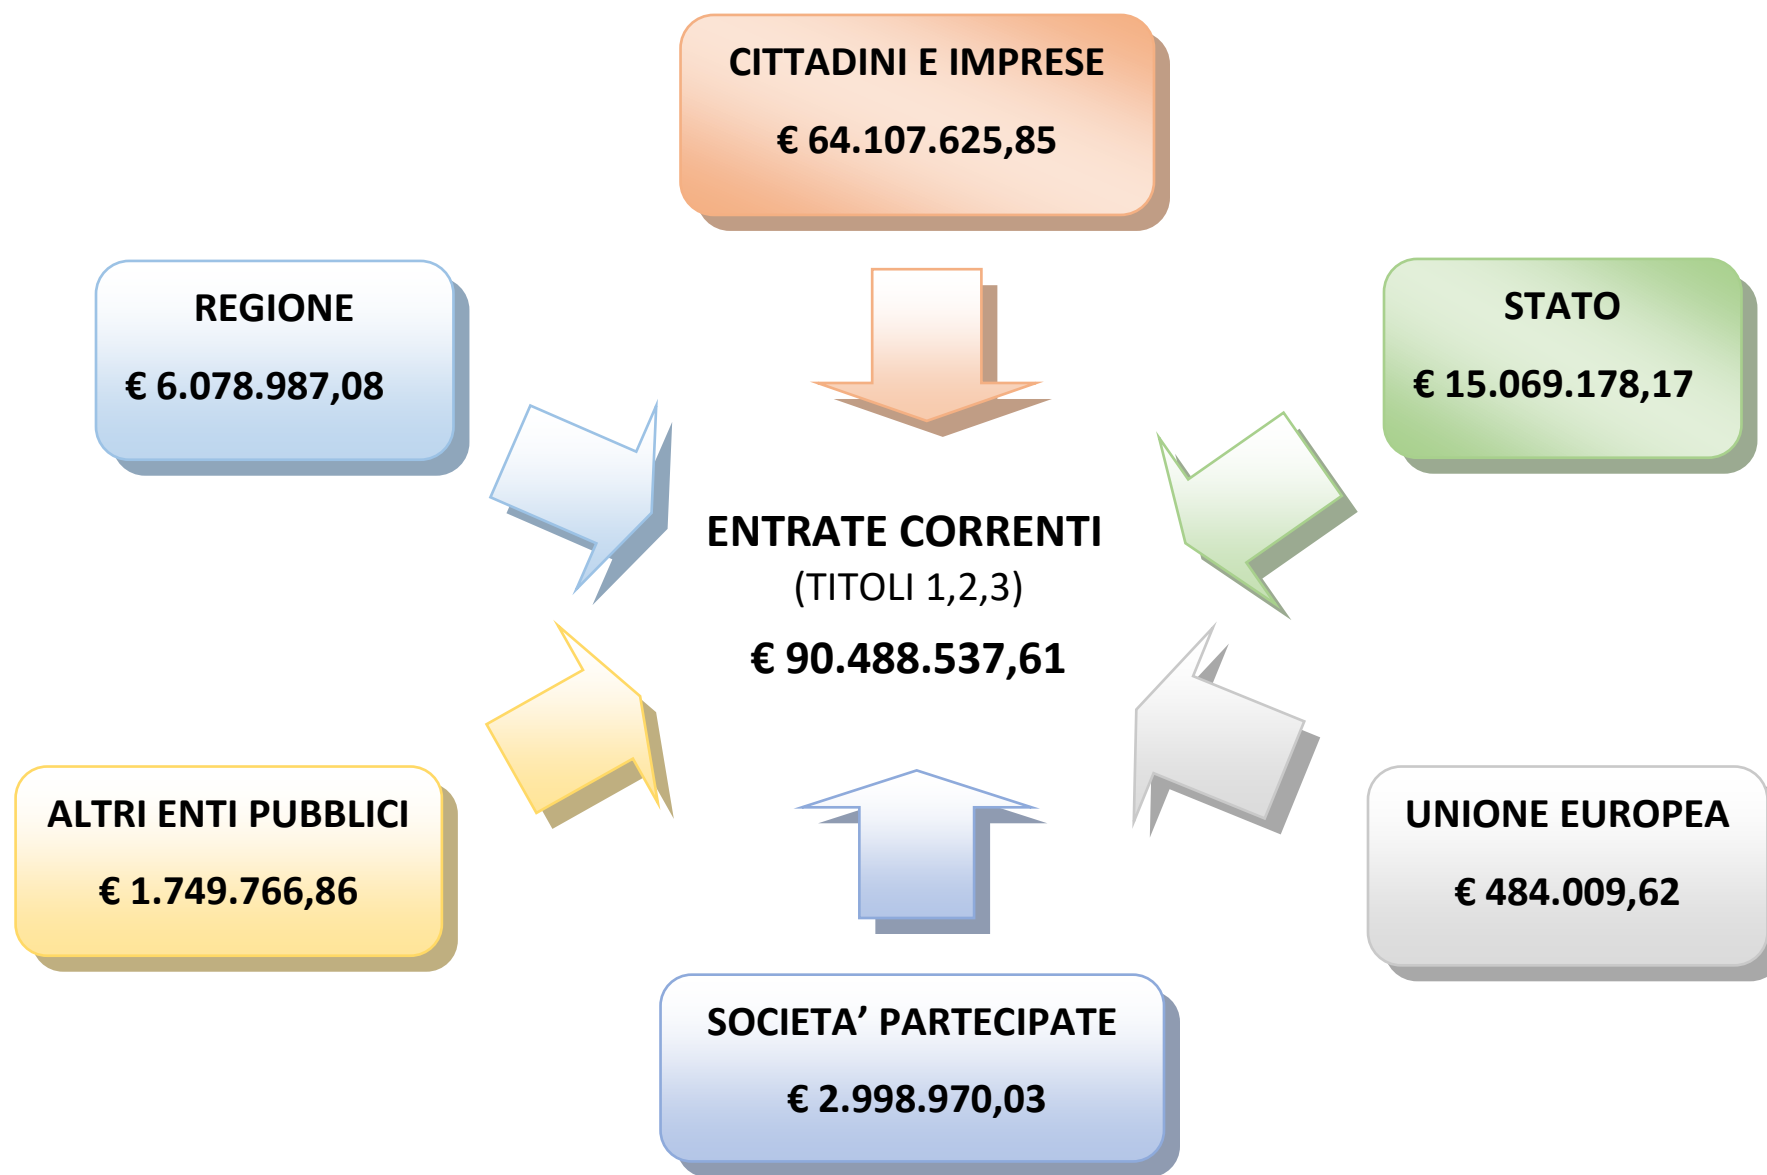 CITTADINI E IMPRESE
€ 64.107.625,85
REGIONE
€ 6.078.987,08
STATO
€ 15.069.178,17
ENTRATE CORRENTI
(TITOLI 1,2,3)
€ 90.488.537,61
ALTRI ENTI PUBBLICI
€ 1.749.766,86
UNIONE EUROPEA
€ 484.009,62
SOCIETA’ PARTECIPATE
€ 2.998.970,03